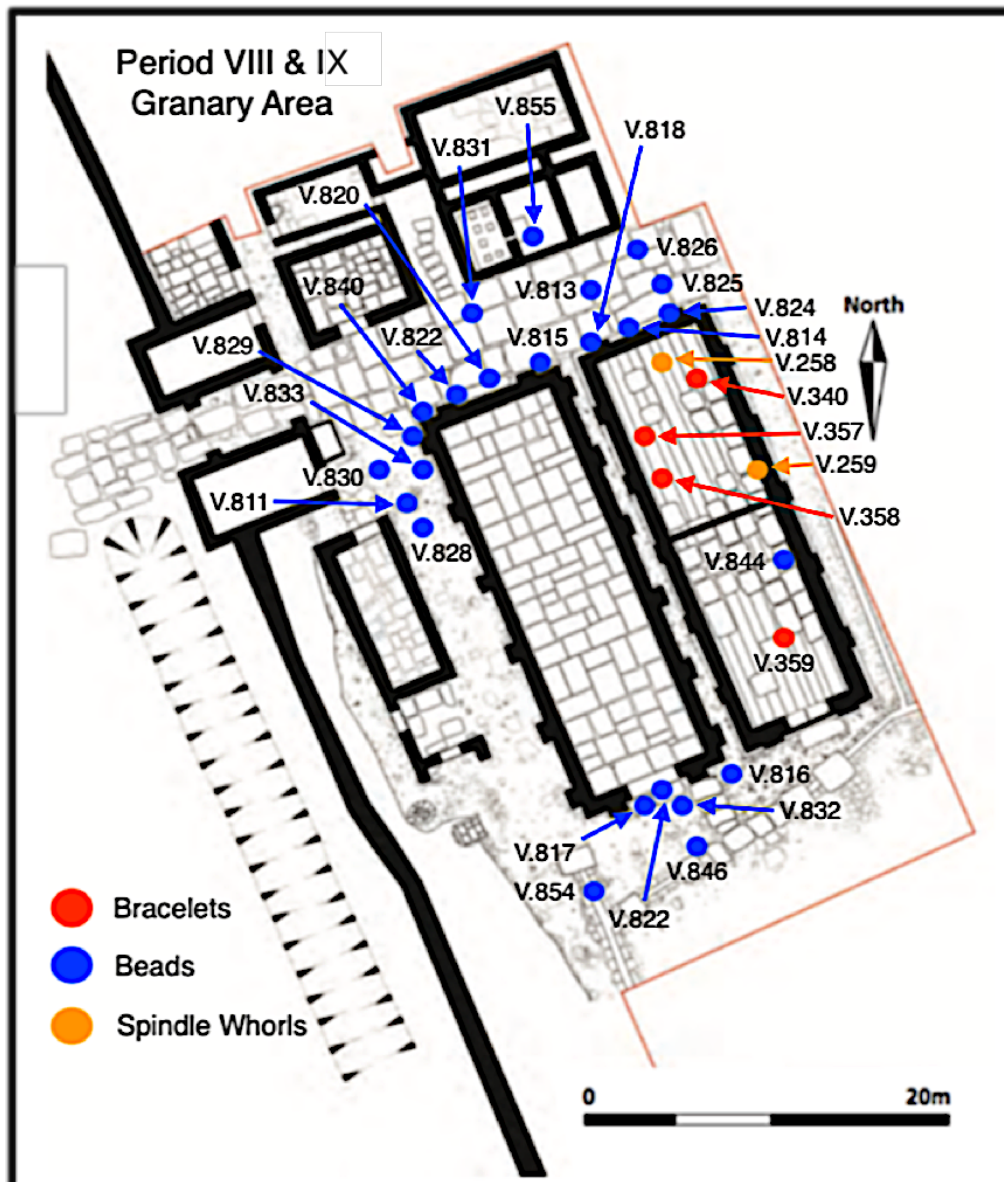 Period VIII & IX
Granary Area
V.855
V.818
V.831
V.820
V.826
V.840
V.813
V.825
V.824
North
V.822
V.815
V.814
V.829
V.258
V.833
V.340
V.357
V.830
V.259
V.811
V.358
V.828
V.844
V.359
V.816
V.832
V.817
V.846
V.854
V.822
Bracelets
Beads
Spindle Whorls
0 20m